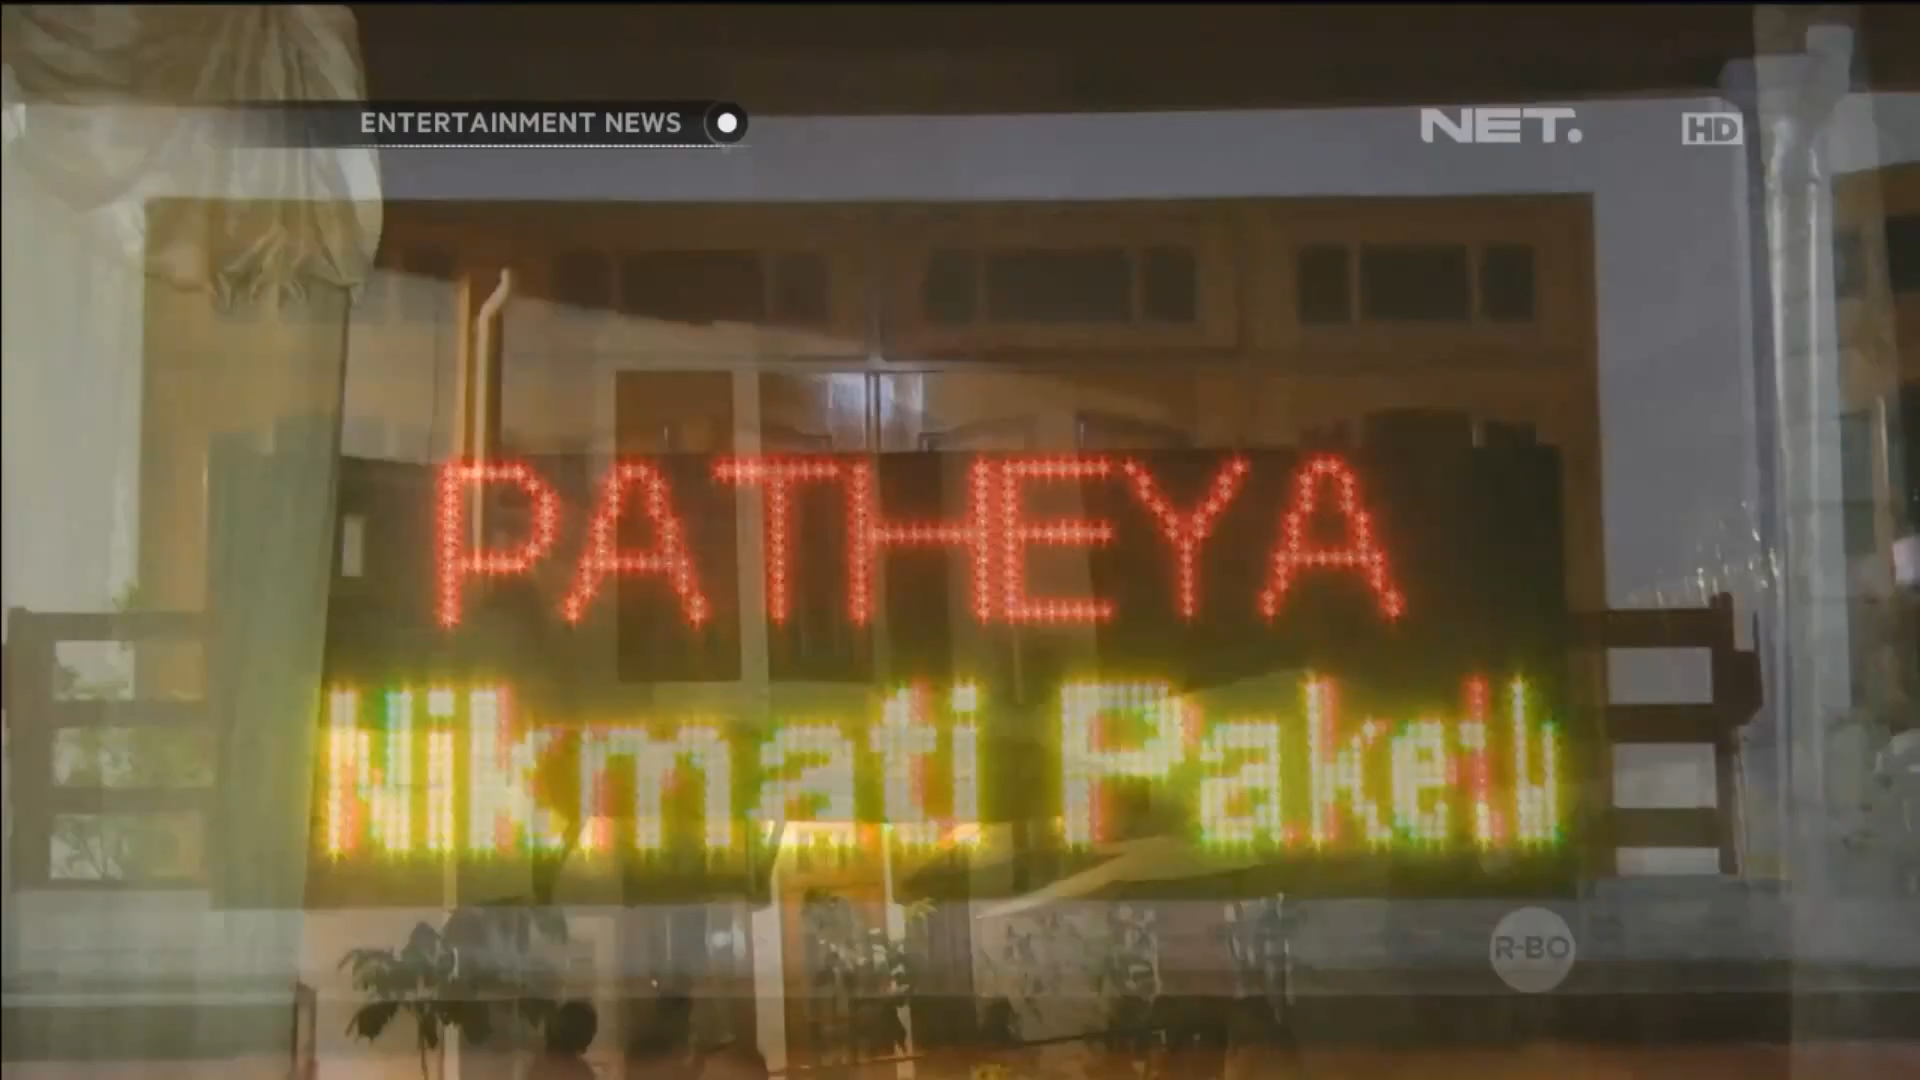 ENTERTAINMENT NEWS
NET.
HD
PATHEYA
Nikmati Paket
R-BO